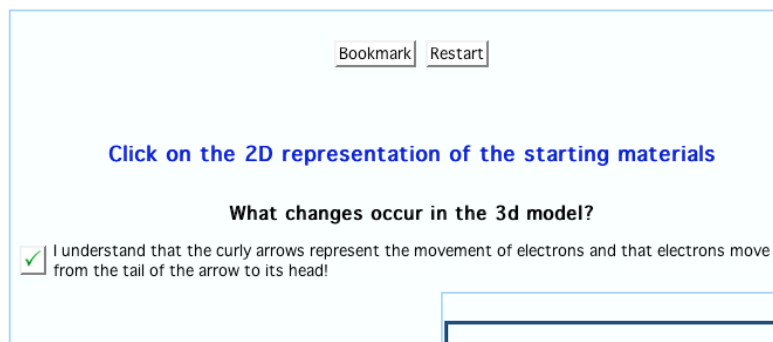 Bookmark Restart
Click on the 2D representation of the starting materials
What changes occur in the 3d model?
I understand that the curly arrows represent the movement of electrons and that electrons move
from the tail of the arrow to its head!